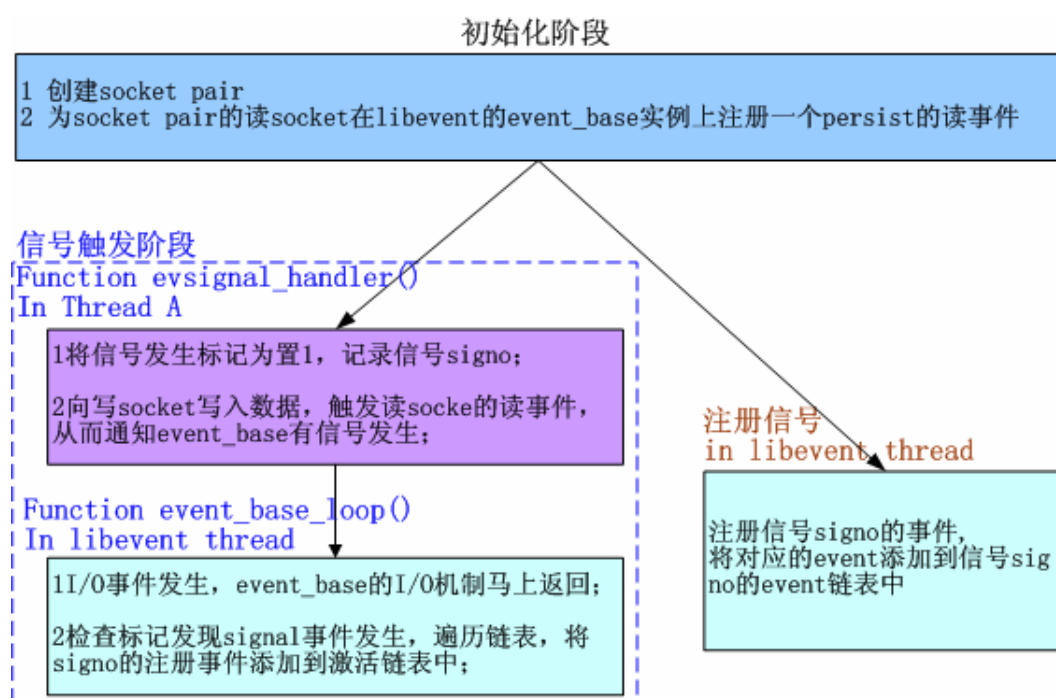 初始化阶段
1 创建socket pair
2 为socket pair的读socket在libevent的event_base实例上注册一个persist的读事件
信号触发阶段
Function evsignal_handler()
In Thread A
1将信号发生标记为置1，记录信号signo；
2向写socket写入数据，触发读socke的读事件，
从而通知event_base有信号发生；
Function event_base_loop()
In libevent thread
1I/O事件发生，event_base的I/O机制马上返回；
2检查标记发现signal事件发生，遍历链表，将
signo的注册事件添加到激活链表中；
注册信号
in libevent thread
注册信号signo的事件,
将对应的event添加到信号sig
no的event链表中